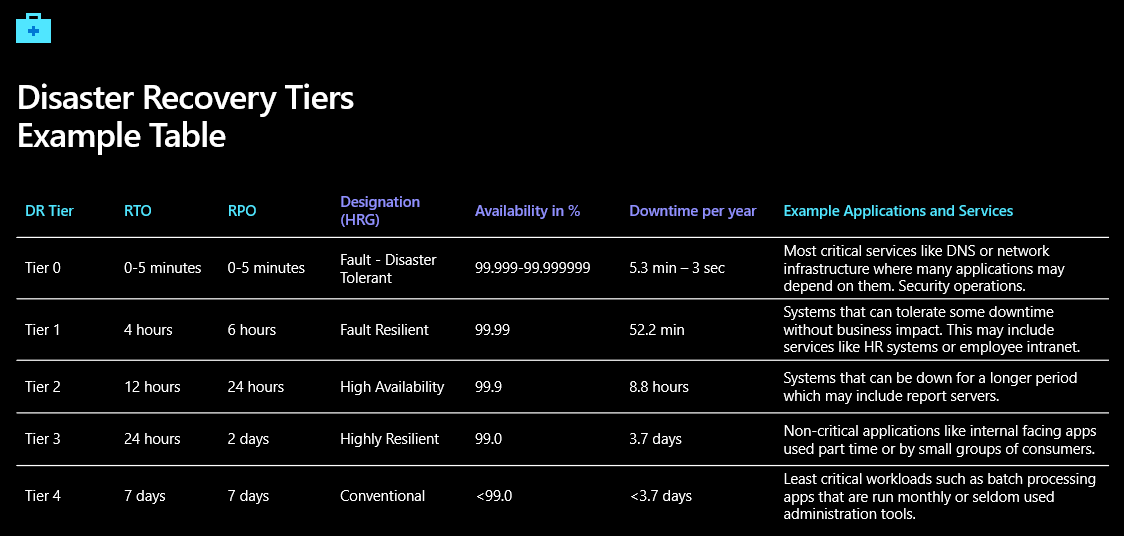 Disaster Recovery Tiers
Example Table
DR Tier RTO RPO Designation (HRG) Availability in % Downtime per year Example Applications and Services
Tier 0 0-5 minutes 0-5 minutes Fault - Disaster Tolerant 99.999-99.999999 5.3 min – 3 sec Most critical services like DNS or network infrastructure where many applications may depend on them. Security operations.
Tier 1 4 hours 6 hours Fault Resilient 99.99 52.2 min Systems that can tolerate some downtime without business impact. This may include services like HR systems or employee intranet.
Tier 2 12 hours 24 hours High Availability 99.9 8.8 hours Systems that can be down for a longer period which may include report servers.
Tier 3 24 hours 2 days Highly Resilient 99.0 3.7 days Non-critical applications like internal facing apps used part time or by small groups of consumers.
Tier 4 7 days 7 days Conventional <99.0 <3.7 days Least critical workloads such as batch processing apps that are run monthly or seldom used administration tools.